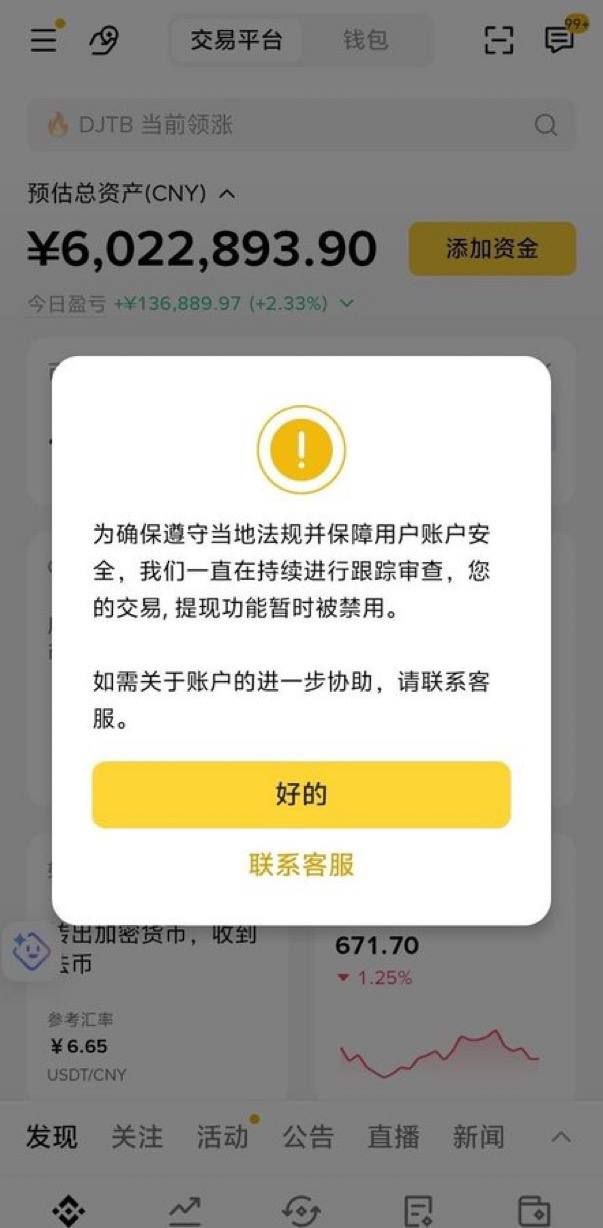 交易平台
钱包
99+
DJTB 当前领涨
预估总资产(CNY)
¥6,022,893.90
添加资金
今日盈亏 +¥136,889.97 (+2.33%)
为确保遵守当地法规并保障用户账户安
全，我们一直在持续进行跟踪审查，您
的交易, 提现功能暂时被禁用。
如需关于账户的进一步协助，请联系客
服。
好的
联系客服
转出加密货币，收到
法币
参考汇率
¥6.65
USDT/CNY
671.70
1.25%
发现
关注
活动
公告
直播
新闻